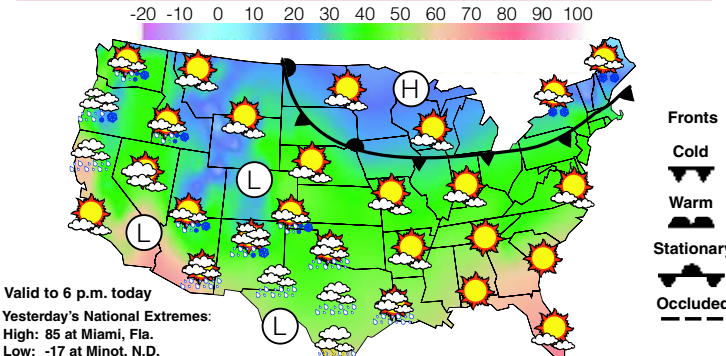 -20 -10 0 10 20 30 40 50 60 70 80 90 100
H
L
L
L
Fronts
Cold
Warm
Stationary
Occluded
Valid to 6 p.m. today
Yesterday's National Extremes:
High: 85 at Miami, Fla.
Low: -17 at Minot, N.D.